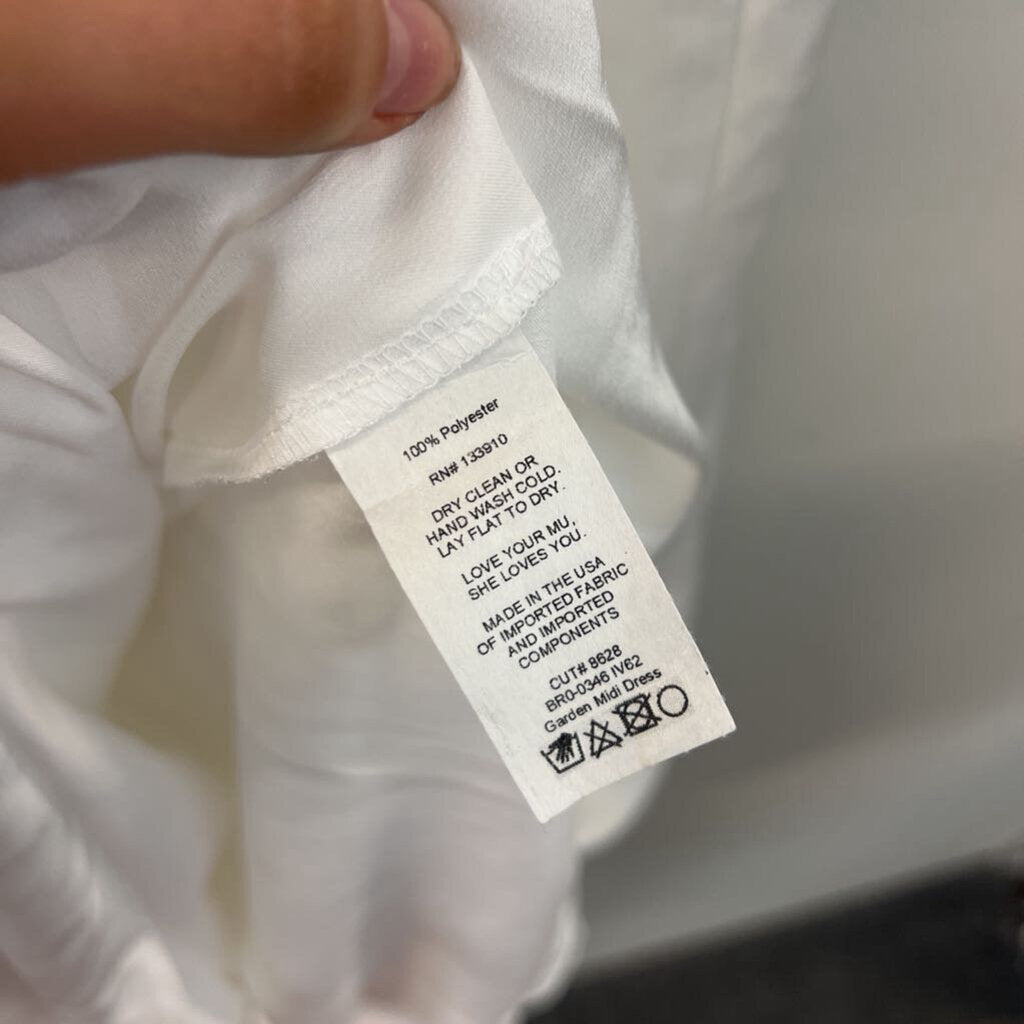 100% Polyester
RN# 133910
DRY CLEAN OR
HAND WASH COLD.
LAY FLAT TO DRY.
LOVE YOUR MU,
SHE LOVES YOU.
MADE IN THE USA
OF IMPORTED FABRIC
AND IMPORTED
COMPONENTS
CUT# 8628
BR0-0346 IV62
Garden Midi Dress